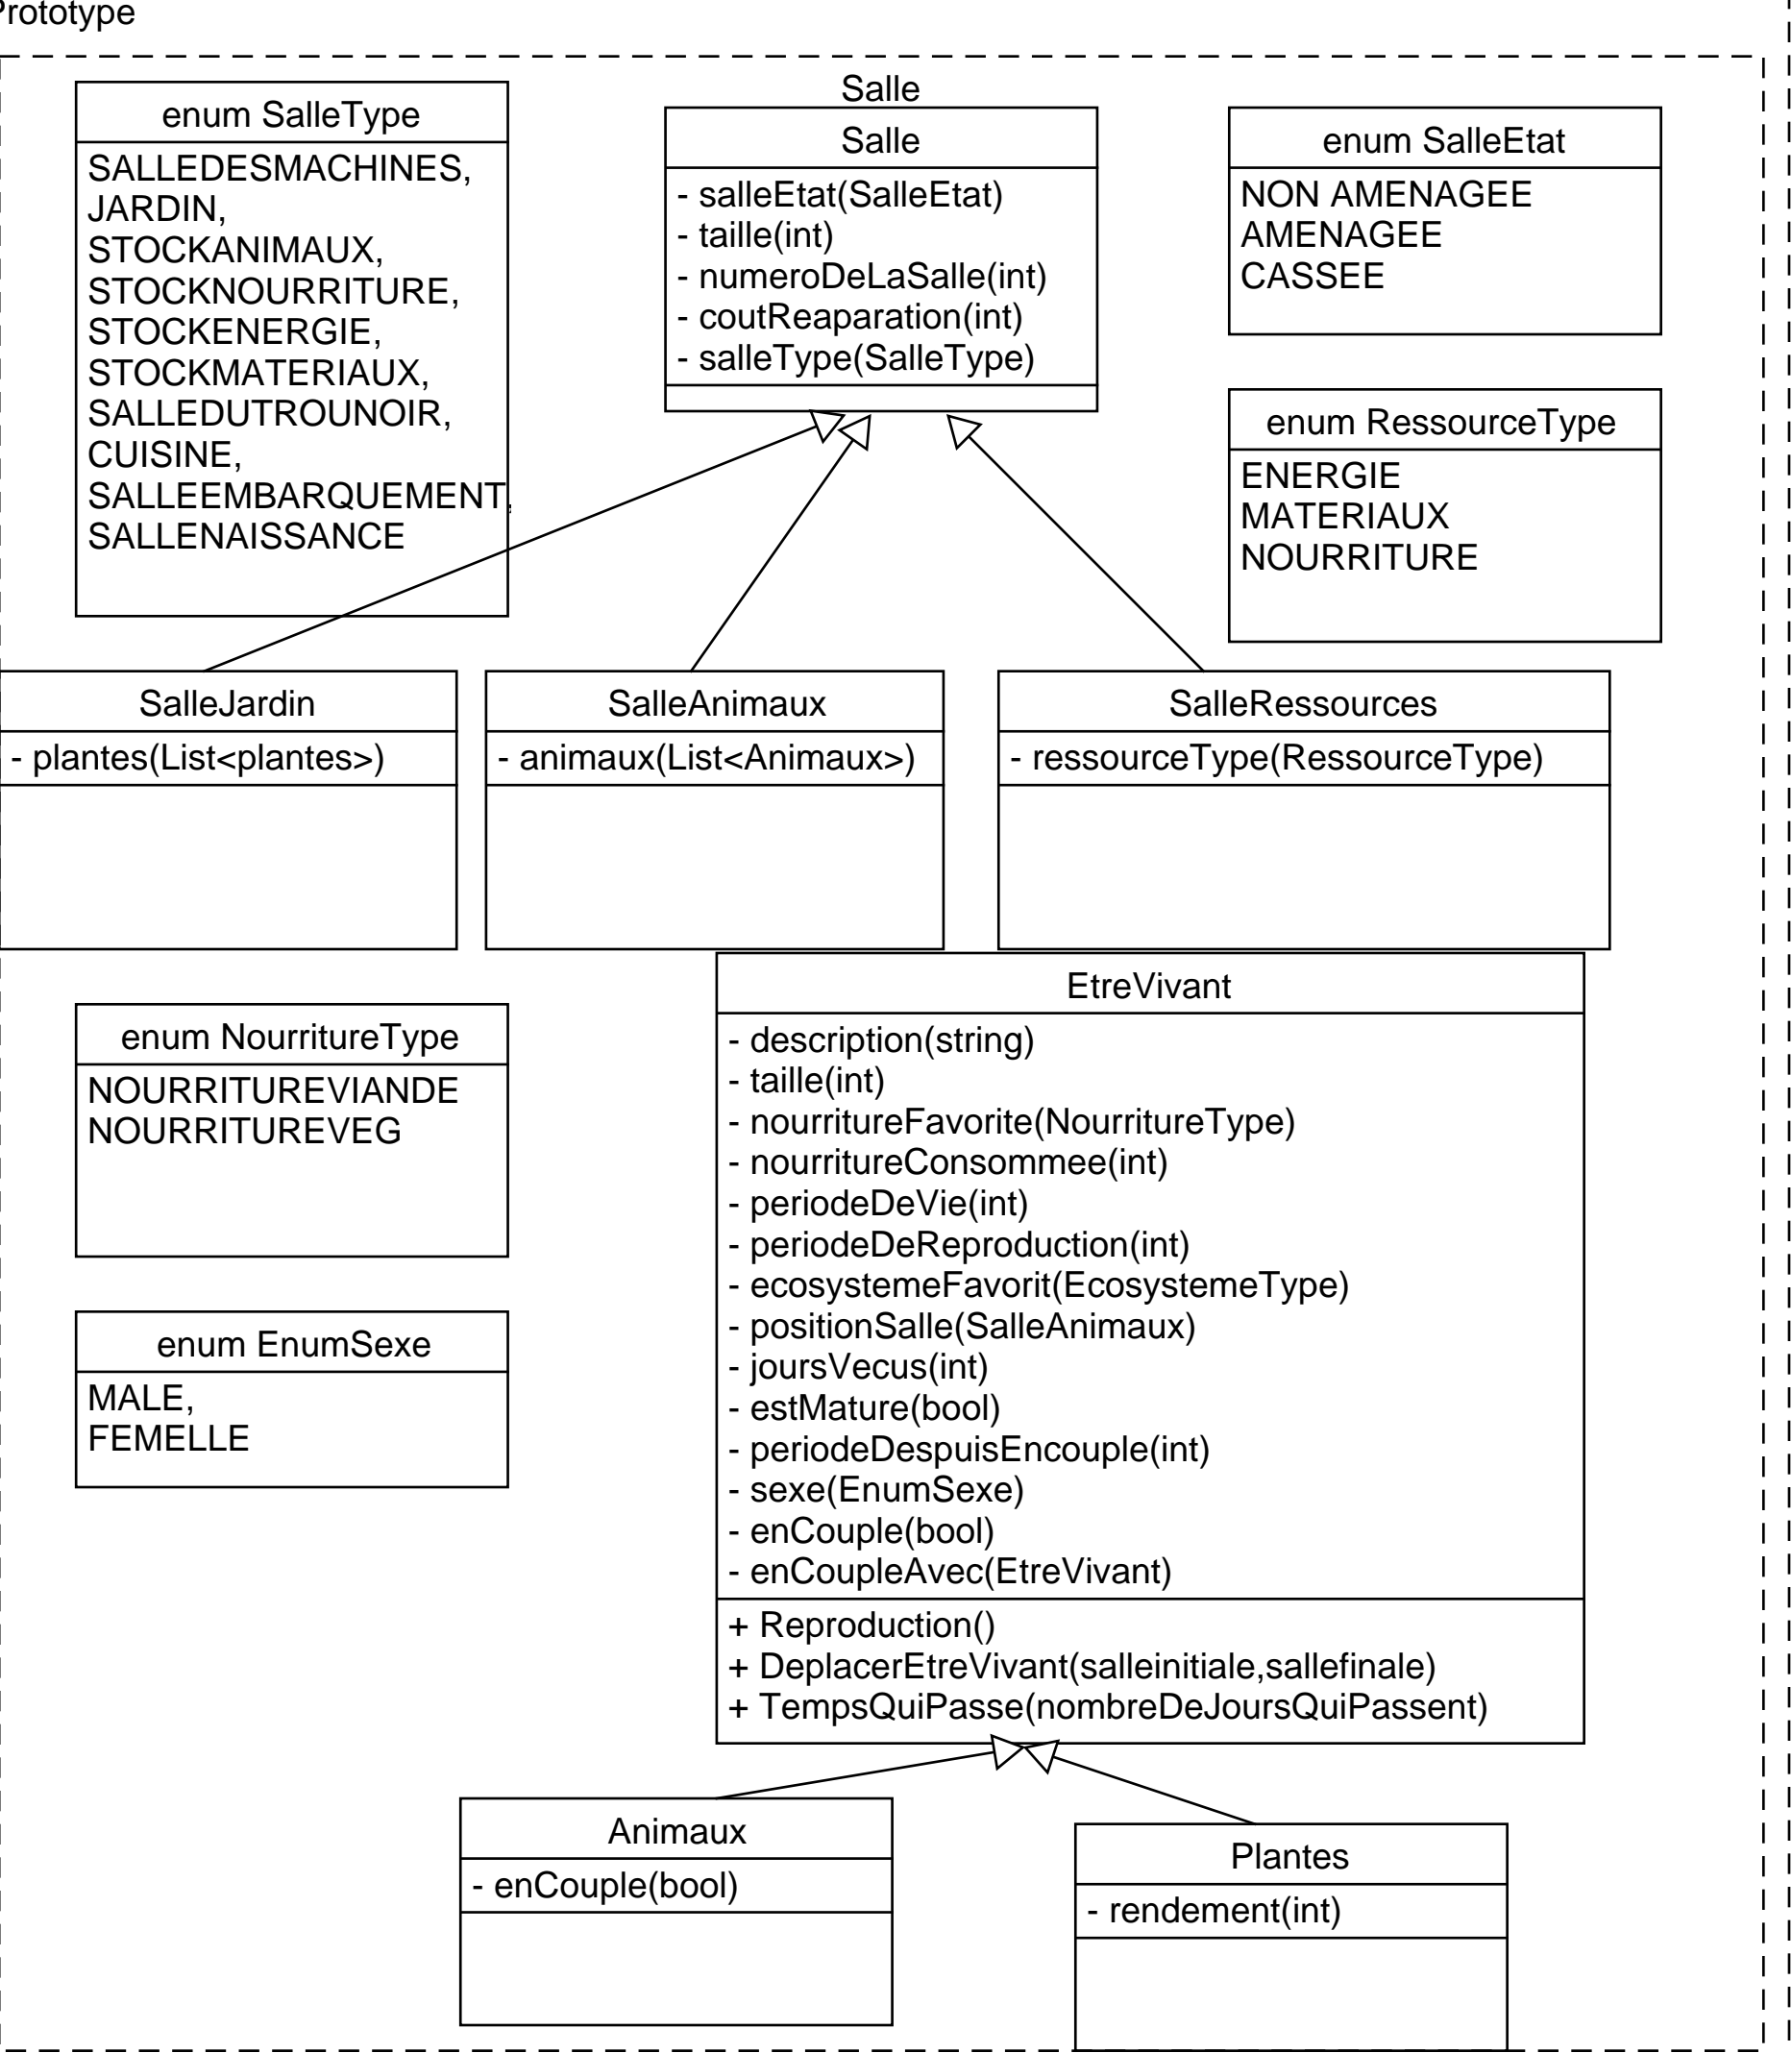 Prototype
Salle
enum SalleType
SALLEDESMACHINES,
JARDIN,
STOCKANIMAUX,
STOCKNOURRITURE,
STOCKENERGIE,
STOCKMATERIAUX,
SALLEDUTROUNOIR,
CUISINE,
SALLEEMBARQUEMENT,
SALLENAISSANCE
Salle
- salleEtat(SalleEtat)
- taille(int)
- numeroDeLaSalle(int)
- coutReaparation(int)
- salleType(SalleType)
enum SalleEtat
NON AMENAGEE
AMENAGEE
CASSEE
enum RessourceType
ENERGIE
MATERIAUX
NOURRITURE
SalleJardin
- plantes(List<plantes>)
SalleAnimaux
- animaux(List<Animaux>)
SalleRessources
- ressourceType(RessourceType)
enum NourritureType
NOURRITUREVIANDE
NOURRITUREVEG
enum EnumSexe
MALE,
FEMELLE
EtreVivant
- description(string)
- taille(int)
- nourritureFavorite(NourritureType)
- nourritureConsommee(int)
- periodeDeVie(int)
- periodeDeReproduction(int)
- ecosystemeFavorit(EcosystemeType)
- positionSalle(SalleAnimaux)
- joursVecus(int)
- estMature(bool)
- periodeDespuisEncouple(int)
- sexe(EnumSexe)
- enCouple(bool)
- enCoupleAvec(EtreVivant)
+ Reproduction()
+ DeplacerEtreVivant(salleinitiale,sallefinale)
+ TempsQuiPasse(nombreDeJoursQuiPassent)
Animaux
- enCouple(bool)
Plantes
- rendement(int)